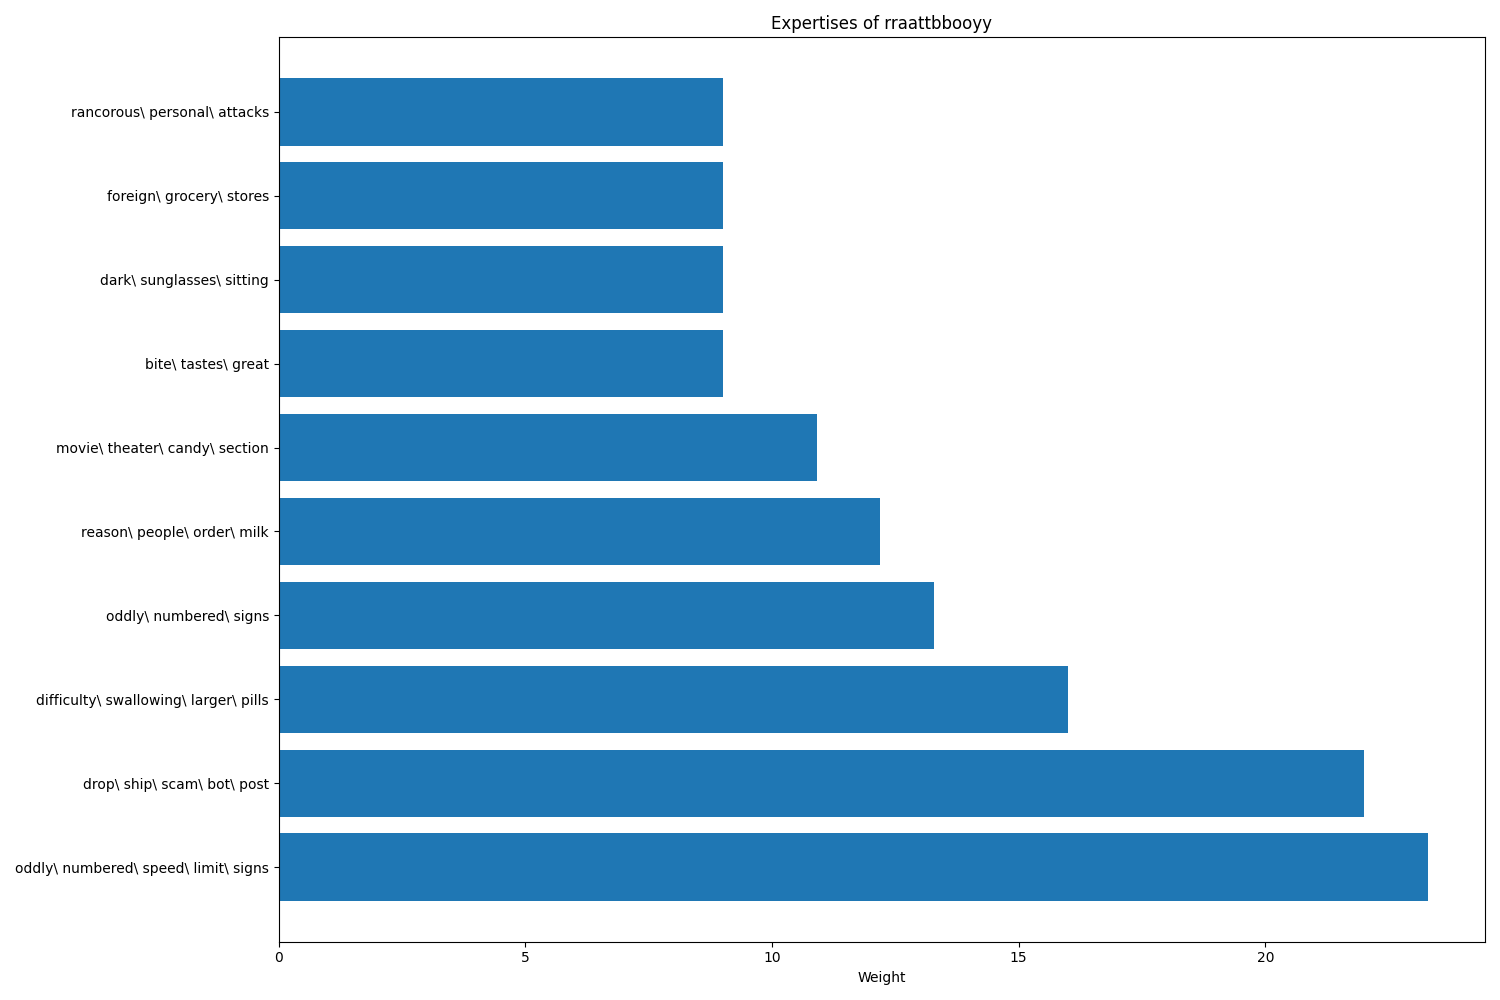 Expertises of rraattbbooyy
rancorous\ personal\ attacks
foreign\ grocery\ stores
dark\ sunglasses\ sitting
bite\ tastes\ great
movie\ theater\ candy\ section
reason\ people\ order\ milk
oddly\ numbered\ signs
difficulty\ swallowing\ larger\ pills
drop\ ship\ scam\ bot\ post
oddly\ numbered\ speed\ limit\ signs
0 5 10 15 20
Weight